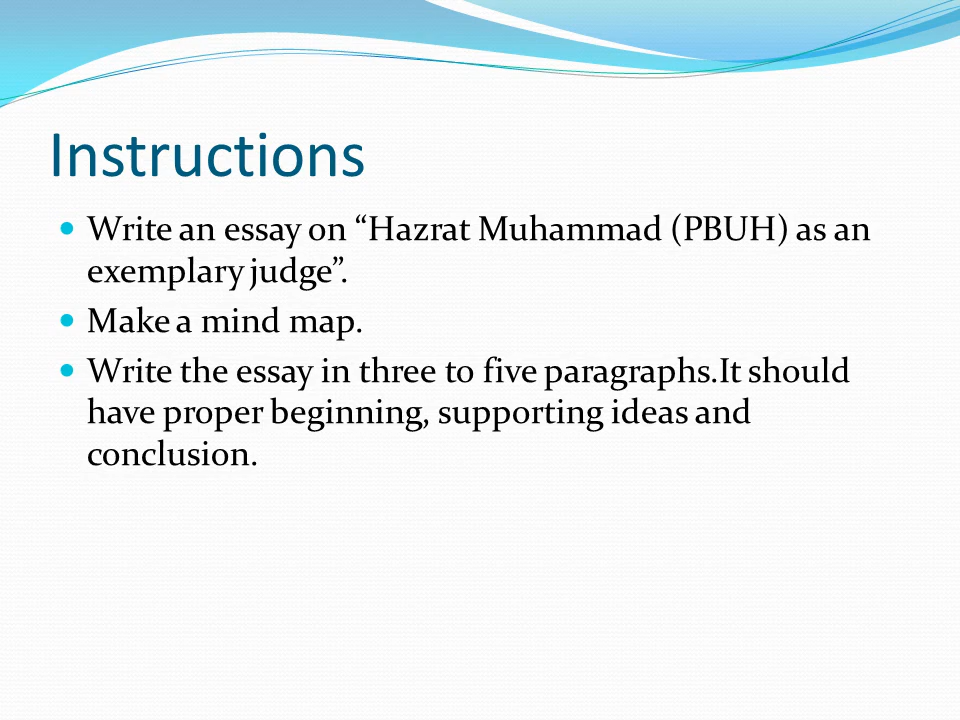 Instructions
Write an essay on “Hazrat Muhammad (PBUH) as an
exemplary judge”.
Make a mind map.
Write the essay in three to five paragraphs.It should
have proper beginning, supporting ideas and
conclusion.